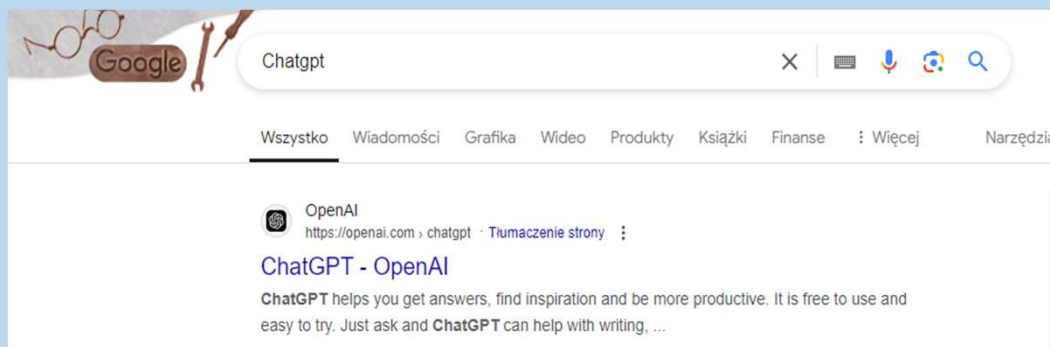 Google
Chatgpt
Wszystko Wiadomości Grafika Wideo Produkty Książki Finanse Więcej Narzędzia
OpenAI
https://openai.com › chatgpt · Tłumaczenie strony
ChatGPT - OpenAI
ChatGPT helps you get answers, find inspiration and be more productive. It is free to use and
easy to try. Just ask and ChatGPT can help with writing, ...